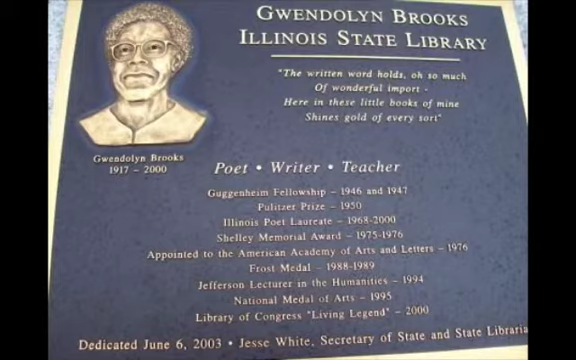 GWENDOLYN BROOKS
ILLINOIS STATE LIBRARY
"The written word holds, oh so much
Of wonderful import -
Here in these little books of mine
Shines gold of every sort"
Gwendolyn Brooks
1917 – 2000
Poet • Writer • Teacher
Guggenheim Fellowship – 1946 and 1947
Pulitzer Prize – 1950
Illinois Poet Laureate – 1968-2000
Shelley Memorial Award – 1975-1976
Appointed to the American Academy of Arts and Letters – 1976
Frost Medal – 1988-1989
Jefferson Lecturer in the Humanities – 1994
National Medal of Arts – 1995
Library of Congress "Living Legend" – 2000
Dedicated June 6, 2003 • Jesse White, Secretary of State and State Libraria